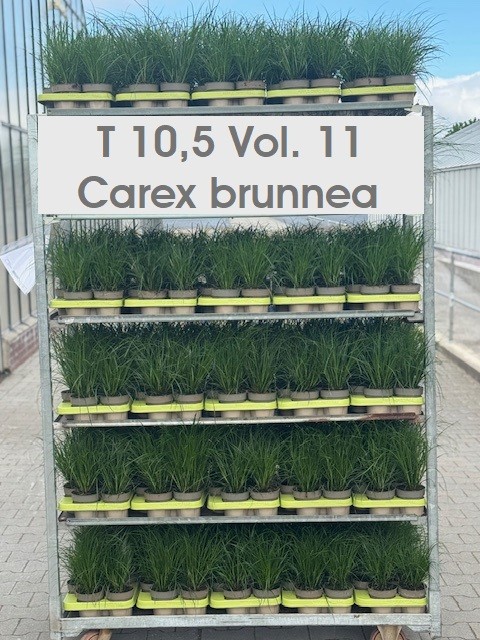 T 10,5 Vol. 11
Carex brunnea